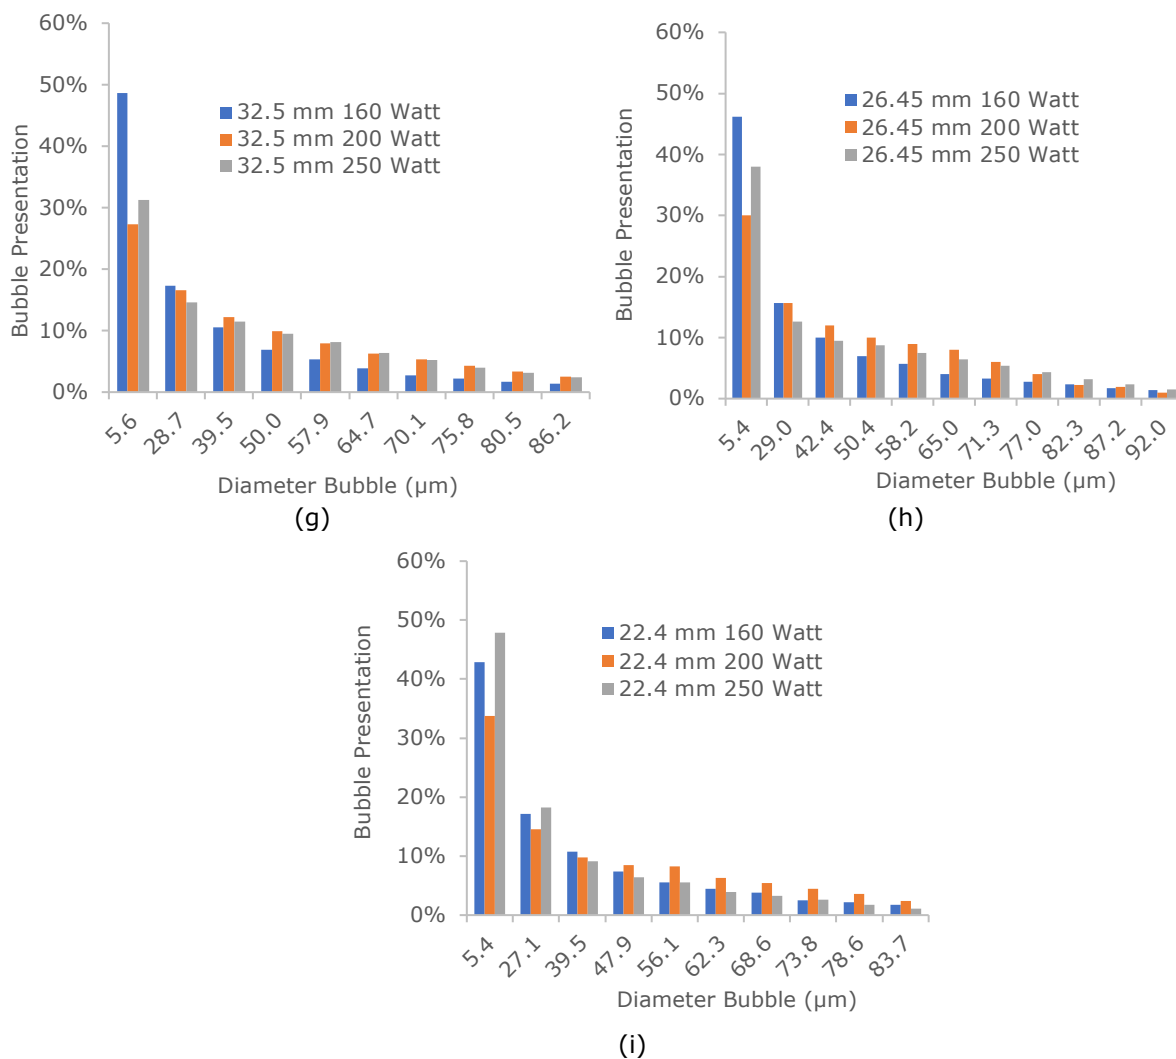 60%
50%
40%
30%
20%
10%
0%
Bubble Presentation
32.5 mm 160 Watt
32.5 mm 200 Watt
32.5 mm 250 Watt
5.6 28.7 39.5 50.0 57.9 64.7 70.1 75.8 80.5 86.2
Diameter Bubble (µm)
(g)
60%
50%
40%
30%
20%
10%
0%
Bubble Presentation
26.45 mm 160 Watt
26.45 mm 200 Watt
26.45 mm 250 Watt
5.4 29.0 42.4 50.4 58.2 65.0 71.3 77.0 82.3 87.2 92.0
Diameter Bubble (µm)
(h)
60%
50%
40%
30%
20%
10%
0%
Bubble Presentation
22.4 mm 160 Watt
22.4 mm 200 Watt
22.4 mm 250 Watt
5.4 27.1 39.5 47.9 56.1 62.3 68.6 73.8 78.6 83.7
Diameter Bubble (µm)
(i)